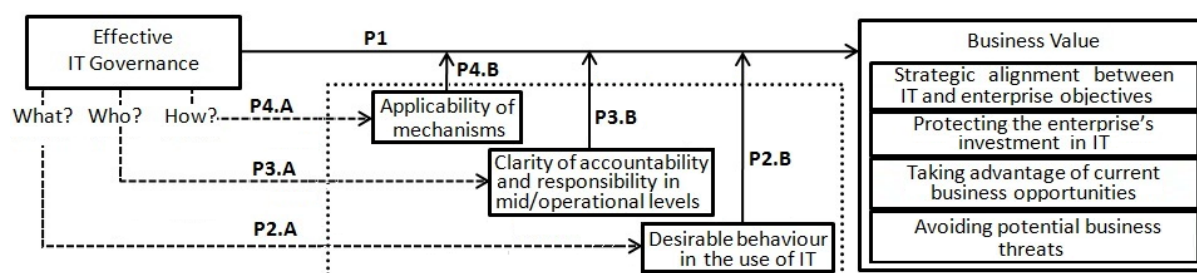 Effective
IT Governance
P1
Business Value
What?
Who?
How?
P4.A
P4.B
Applicability of
mechanisms
Strategic alignment between
IT and enterprise objectives
P3.A
P3.B
Clarity of accountability
and responsibility in
mid/operational levels
Protecting the enterprise's
investment in IT
P2.B
Taking advantage of current
business opportunities
P2.A
Desirable behaviour
in the use of IT
Avoiding potential business
threats